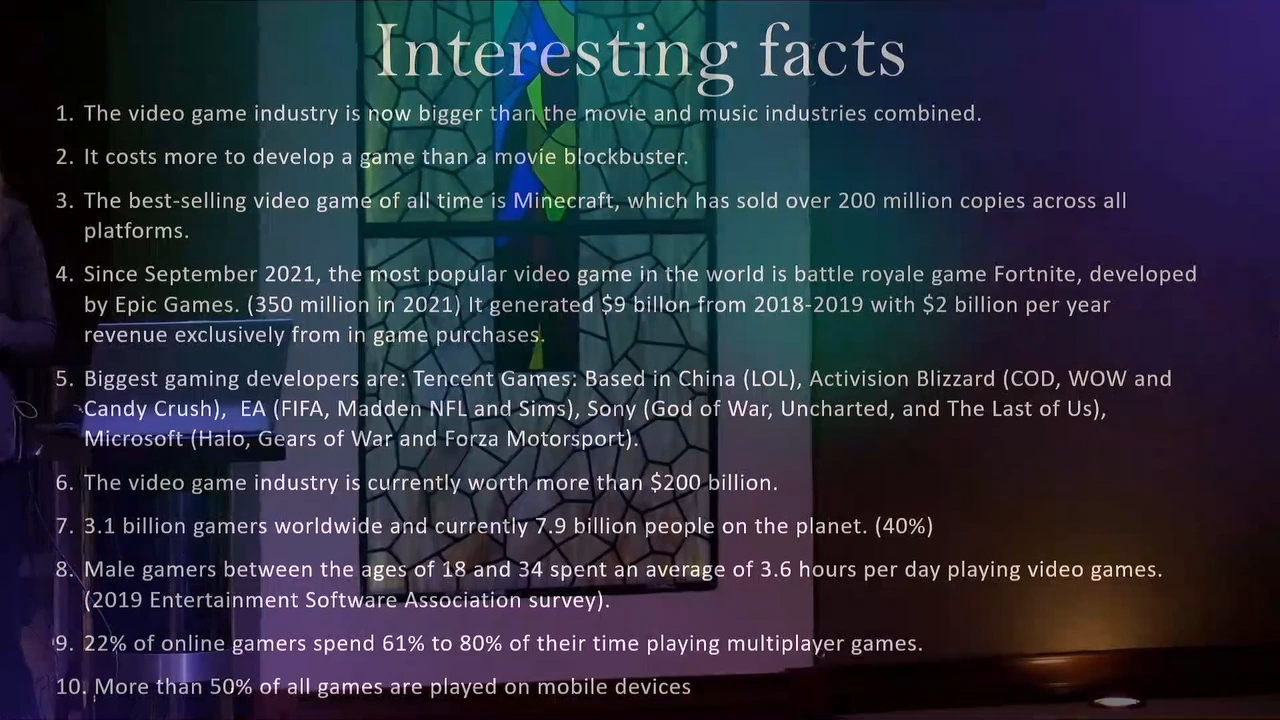 Interesting facts
1. The video game industry is now bigger than the movie and music industries combined.
2. It costs more to develop a game than a movie blockbuster.
3. The best-selling video game of all time is Minecraft, which has sold over 200 million copies across all
platforms.
4. Since September 2021, the most popular video game in the world is battle royale game Fortnite, developed
by Epic Games. (350 million in 2021) It generated $9 billon from 2018-2019 with $2 billion per year
revenue exclusively from in game purchases.
5. Biggest gaming developers are: Tencent Games: Based in China (LOL), Activision Blizzard (COD, WOW and
Candy Crush), EA (FIFA, Madden NFL and Sims), Sony (God of War, Uncharted, and The Last of Us),
Microsoft (Halo, Gears of War and Forza Motorsport).
6. The video game industry is currently worth more than $200 billion.
7. 3.1 billion gamers worldwide and currently 7.9 billion people on the planet. (40%)
8. Male gamers between the ages of 18 and 34 spent an average of 3.6 hours per day playing video games.
(2019 Entertainment Software Association survey).
9. 22% of online gamers spend 61% to 80% of their time playing multiplayer games.
10. More than 50% of all games are played on mobile devices